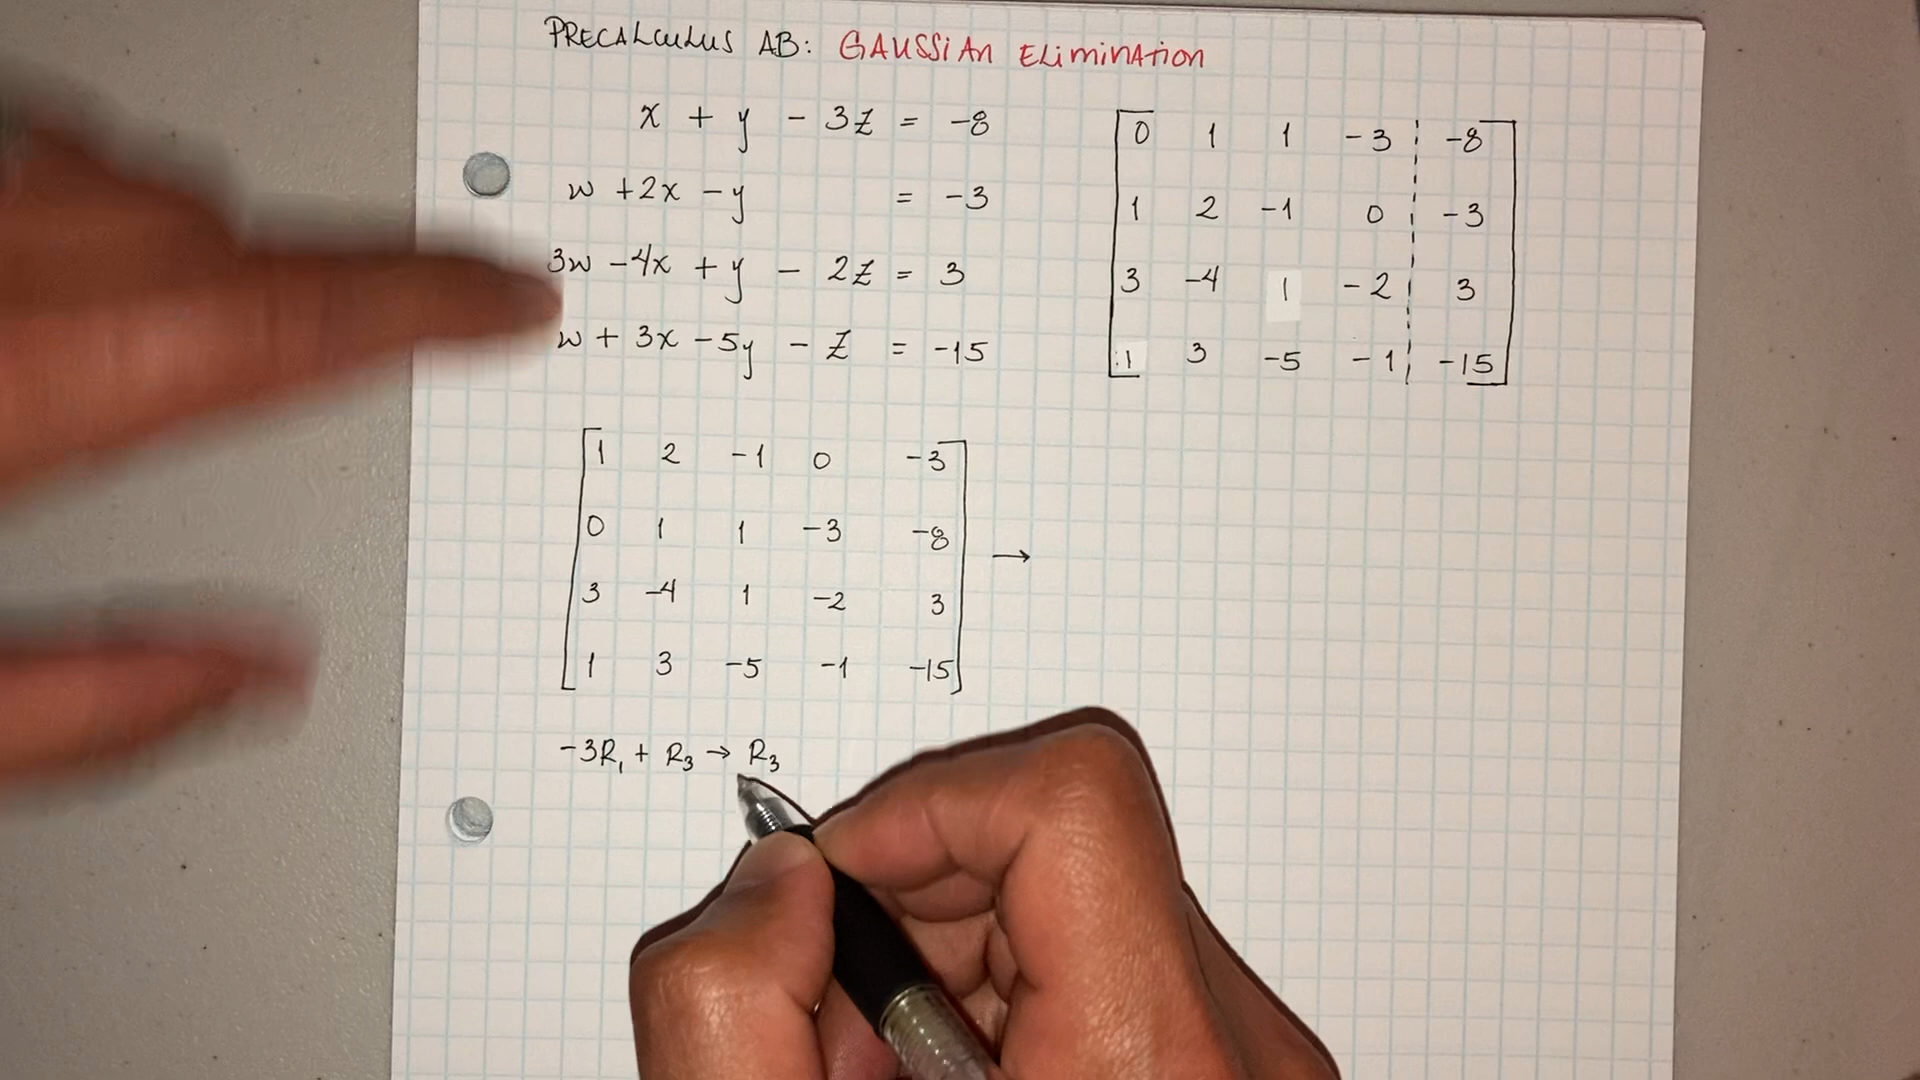 PRECALCULUS AB: GAUSSIAN ELIMINATION
x + y - 3z = -8
w + 2x - y = -3
3w - 4x + y - 2z = 3
w + 3x - 5y - z = -15
0 1 1 -3 -8
1 2 -1 0 -3
3 -4 1 -2 3
1 3 -5 -1 -15
1 2 -1 0 -3
0 1 1 -3 -8
3 -4 1 -2 3
1 3 -5 -1 -15
→
-3R₁ + R₃ → R₃